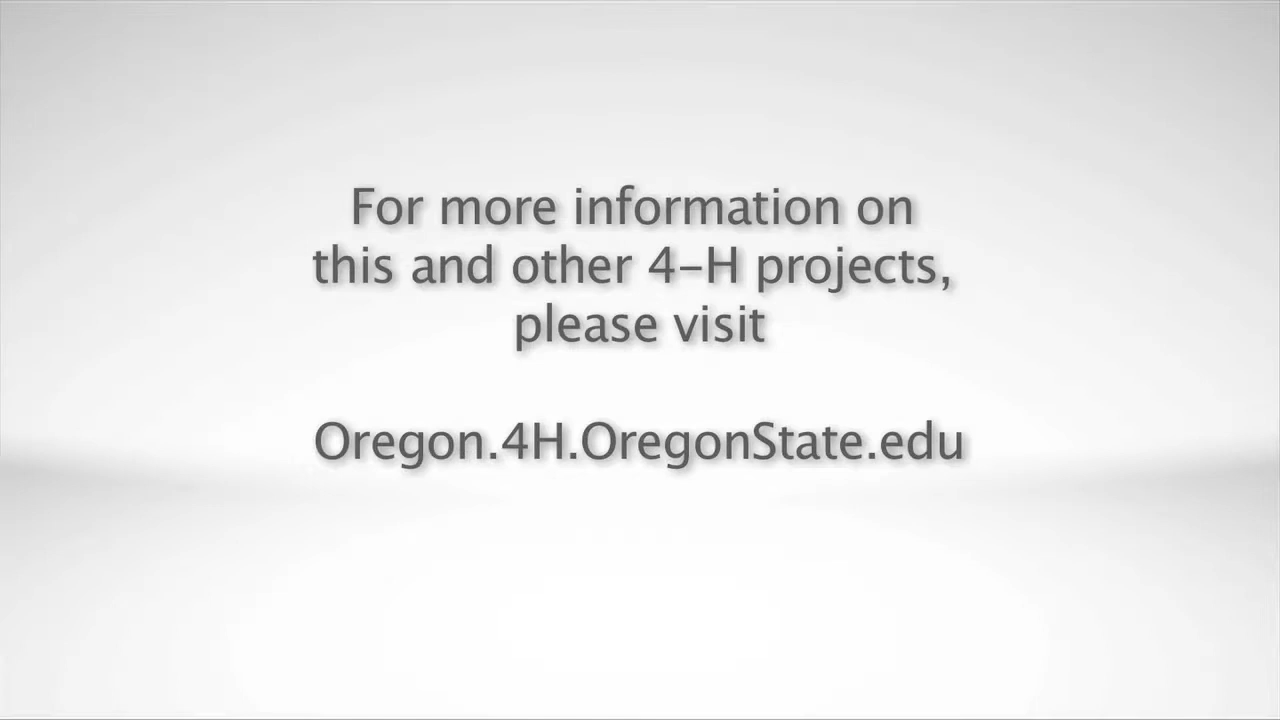 For more information on
this and other 4-H projects,
please visit
Oregon.4H.OregonState.edu